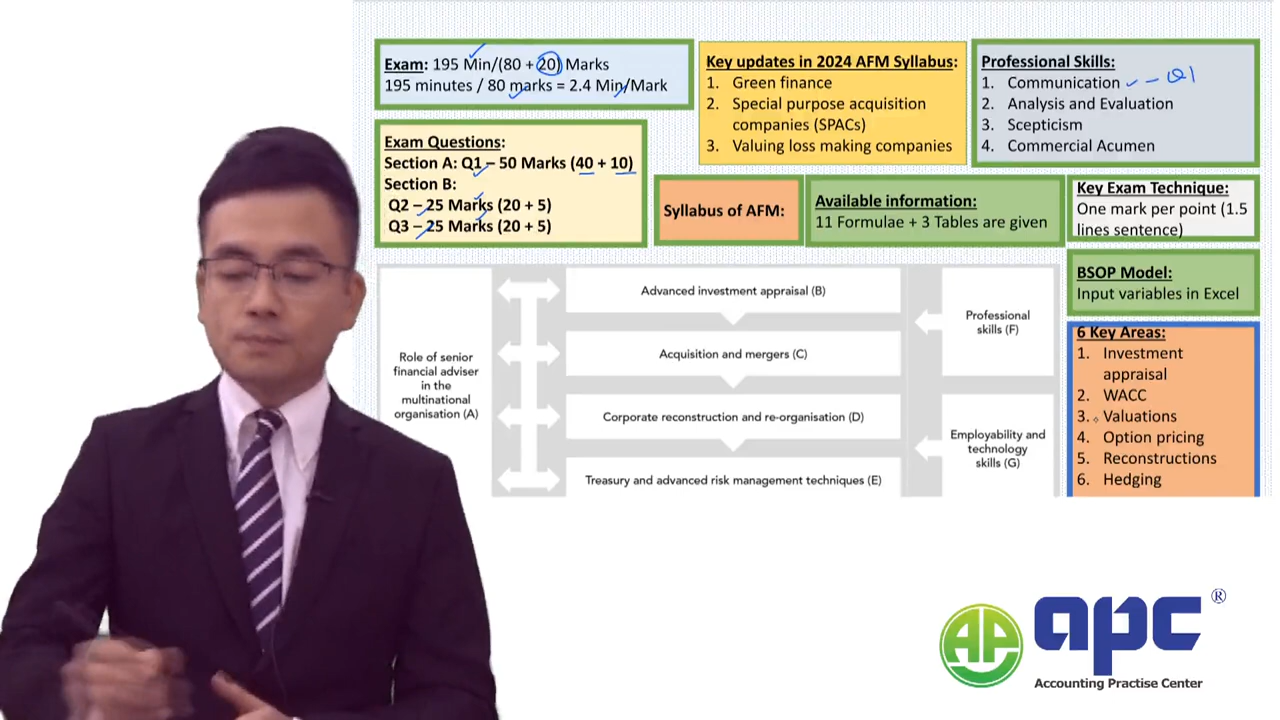 Exam: 195 Min/(80 + 20) Marks
195 minutes / 80 marks = 2.4 Min/Mark
Key updates in 2024 AFM Syllabus:
1. Green finance
2. Special purpose acquisition
companies (SPACs)
3. Valuing loss making companies
Professional Skills:
1. Communication – Q1
2. Analysis and Evaluation
3. Scepticism
4. Commercial Acumen
Exam Questions:
Section A: Q1 – 50 Marks (40 + 10)
Section B:
Q2 – 25 Marks (20 + 5)
Q3 – 25 Marks (20 + 5)
Syllabus of AFM:
Available information:
11 Formulae + 3 Tables are given
Key Exam Technique:
One mark per point (1.5
lines sentence)
BSOP Model:
Input variables in Excel
6 Key Areas:
1. Investment
appraisal
2. WACC
3. Valuations
4. Option pricing
5. Reconstructions
6. Hedging
Role of senior
financial adviser
in the
multinational
organisation (A)
Advanced investment appraisal (B)
Acquisition and mergers (C)
Corporate reconstruction and re-organisation (D)
Treasury and advanced risk management techniques (E)
Professional
skills (F)
Employability and
technology
skills (G)
AP
apc ®
Accounting Practise Center